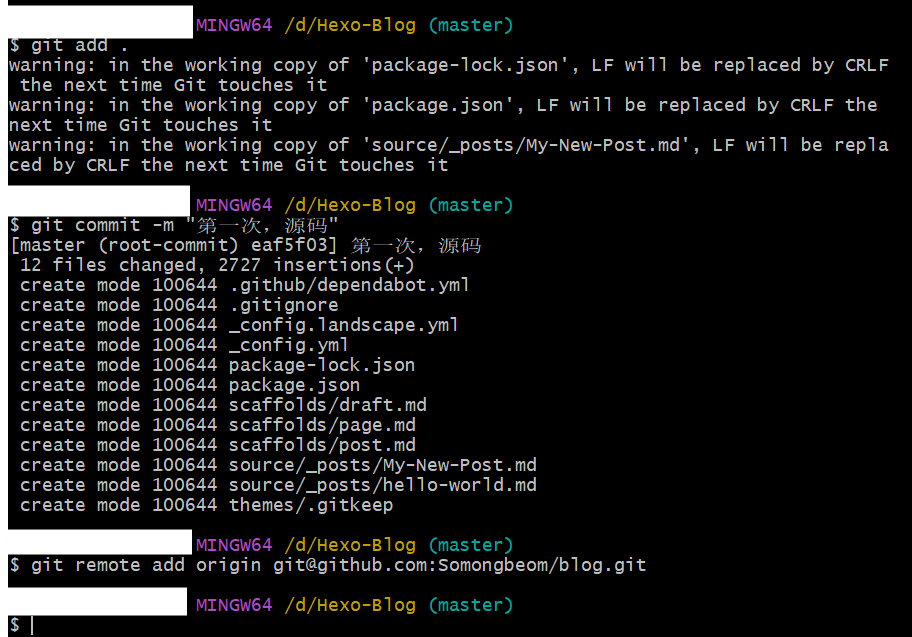 MINGW64 /d/Hexo-Blog (master)
$ git add .
warning: in the working copy of 'package-lock.json', LF will be replaced by CRLF
 the next time Git touches it
warning: in the working copy of 'package.json', LF will be replaced by CRLF the
next time Git touches it
warning: in the working copy of 'source/_posts/My-New-Post.md', LF will be repla
ced by CRLF the next time Git touches it
MINGW64 /d/Hexo-Blog (master)
$ git commit -m "第一次，源码"
[master (root-commit) eaf5f03] 第一次，源码
 12 files changed, 2727 insertions(+)
 create mode 100644 .github/dependabot.yml
 create mode 100644 .gitignore
 create mode 100644 _config.landscape.yml
 create mode 100644 _config.yml
 create mode 100644 package-lock.json
 create mode 100644 package.json
 create mode 100644 scaffolds/draft.md
 create mode 100644 scaffolds/page.md
 create mode 100644 scaffolds/post.md
 create mode 100644 source/_posts/My-New-Post.md
 create mode 100644 source/_posts/hello-world.md
 create mode 100644 themes/.gitkeep
MINGW64 /d/Hexo-Blog (master)
$ git remote add origin git@github.com:Somongbeom/blog.git
MINGW64 /d/Hexo-Blog (master)
$